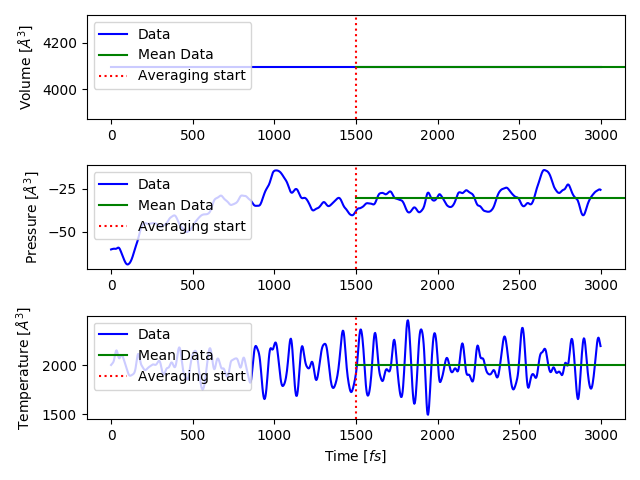 Volume [Å³]
4200
4000
Data
Mean Data
Averaging start
0 500 1000 1500 2000 2500 3000
Pressure [Å³]
−25
−50
Data
Mean Data
Averaging start
0 500 1000 1500 2000 2500 3000
Temperature [Å³]
2000
1500
Data
Mean Data
Averaging start
0 500 1000 1500 2000 2500 3000
Time [fs]